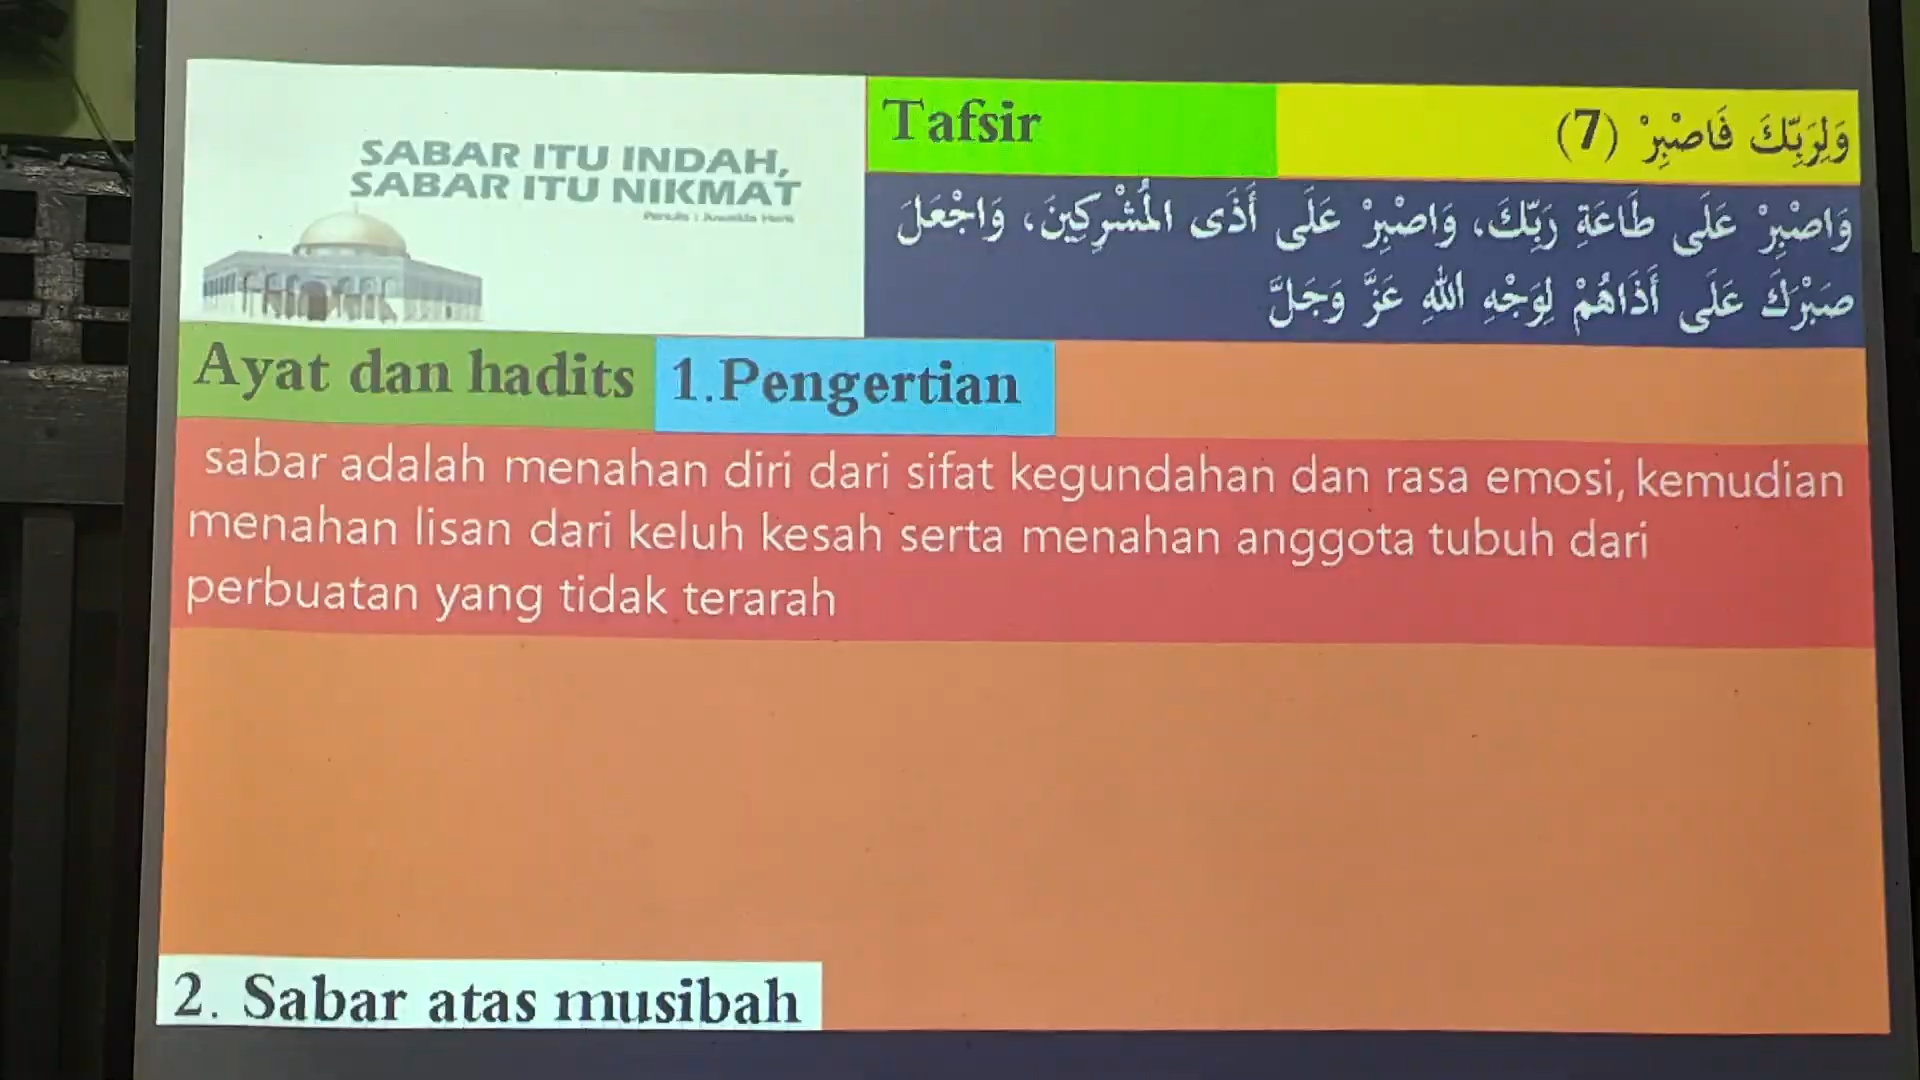 SABAR ITU INDAH,
SABAR ITU NIKMAT
Penulis :
Tafsir
وَلِرَبِّكَ فَاصْبِرْ (7)
وَاصْبِرْ عَلَى طَاعَةِ رَبِّكَ، وَاصْبِرْ عَلَى أَذَى الْمُشْرِكِينَ، وَاجْعَلَ
صَبْرَكَ عَلَى أَذَاهُمْ لِوَجْهِ اللهِ عَزَّ وَجَلَّ
Ayat dan hadits
1.Pengertian
sabar adalah menahan diri dari sifat kegundahan dan rasa emosi, kemudian
menahan lisan dari keluh kesah serta menahan anggota tubuh dari
perbuatan yang tidak terarah
2. Sabar atas musibah